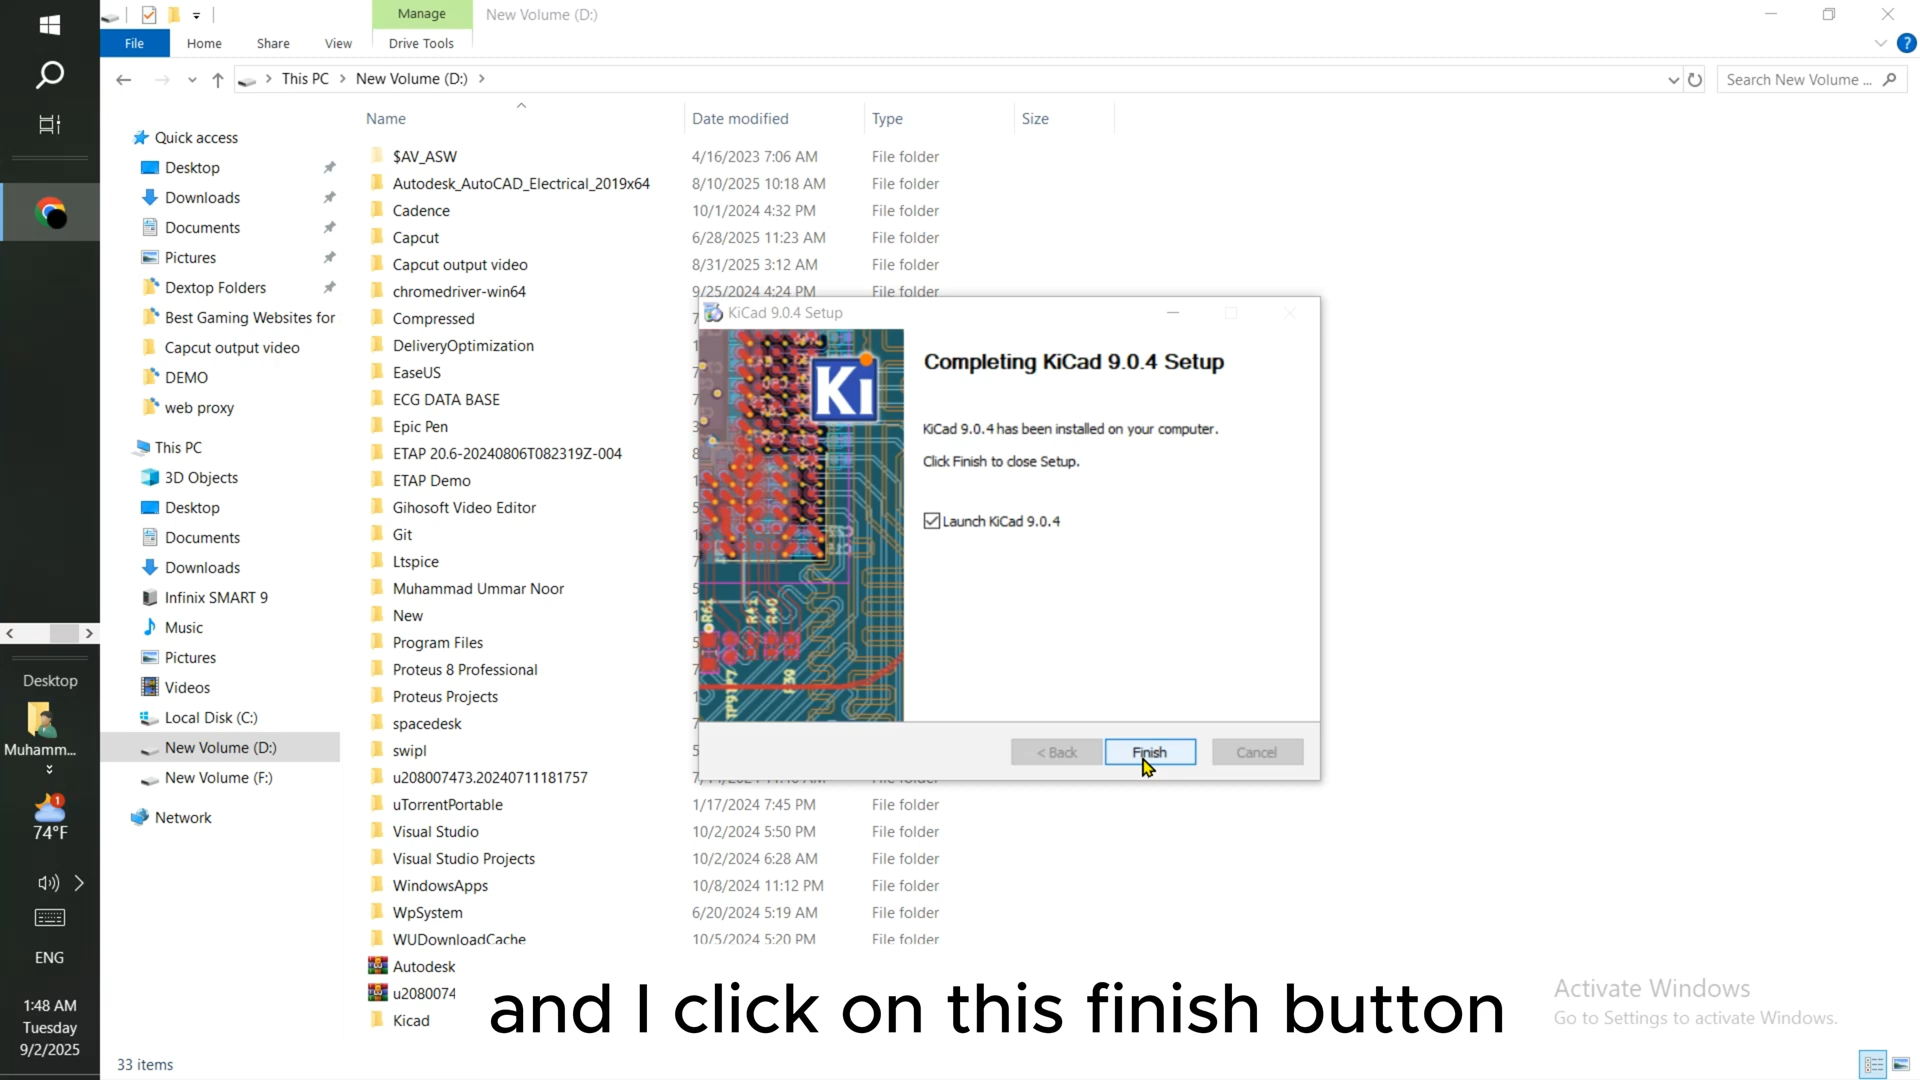 Manage
New Volume (D:)
File
Home
Share
View
Drive Tools
?
This PC
New Volume (D:)
Search New Volume ...
Name
Date modified
Type
Size
Quick access
Desktop
Downloads
Documents
Pictures
Dextop Folders
Best Gaming Websites for
Capcut output video
DEMO
web proxy
This PC
3D Objects
Desktop
Documents
Downloads
Infinix SMART 9
Music
Pictures
Videos
Local Disk (C:)
New Volume (D:)
New Volume (F:)
Network
$AV_ASW 4/16/2023 7:06 AM File folder
Autodesk_AutoCAD_Electrical_2019x64 8/10/2025 10:18 AM File folder
Cadence 10/1/2024 4:32 PM File folder
Capcut 6/28/2025 11:23 AM File folder
Capcut output video 8/31/2025 3:12 AM File folder
chromedriver-win64 9/25/2024 4:24 PM File folder
Compressed
DeliveryOptimization
EaseUS
ECG DATA BASE
Epic Pen
ETAP 20.6-20240806T082319Z-004
ETAP Demo
Gihosoft Video Editor
Git
Ltspice
Muhammad Ummar Noor
New
Program Files
Proteus 8 Professional
Proteus Projects
spacedesk
swipl
u208007473.20240711181757
uTorrentPortable 1/17/2024 7:45 PM File folder
Visual Studio 10/2/2024 5:50 PM File folder
Visual Studio Projects 10/2/2024 6:28 AM File folder
WindowsApps 10/8/2024 11:12 PM File folder
WpSystem 6/20/2024 5:19 AM File folder
WUDownloadCache 10/5/2024 5:20 PM File folder
Autodesk
u2080074
Kicad
KiCad 9.0.4 Setup
Ki
R40
Completing KiCad 9.0.4 Setup
KiCad 9.0.4 has been installed on your computer.
Click Finish to close Setup.
Launch KiCad 9.0.4
< Back
Finish
Cancel
and I click on this finish button
Activate Windows
Go to Settings to activate Windows.
33 items
Desktop
Muhamm...
1
74°F
ENG
1:48 AM
Tuesday
9/2/2025